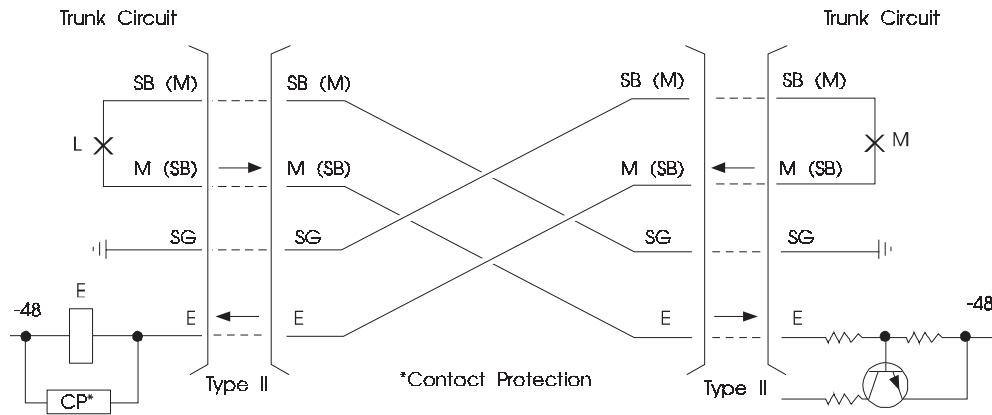 Trunk Circuit Trunk Circuit
SB (M) SB (M) SB (M) SB (M)
L M
M (SB) M (SB) M (SB) M (SB)
SG SG SG SG
E
-48 -48
E E E E
Type II *Contact Protection Type II
CP*